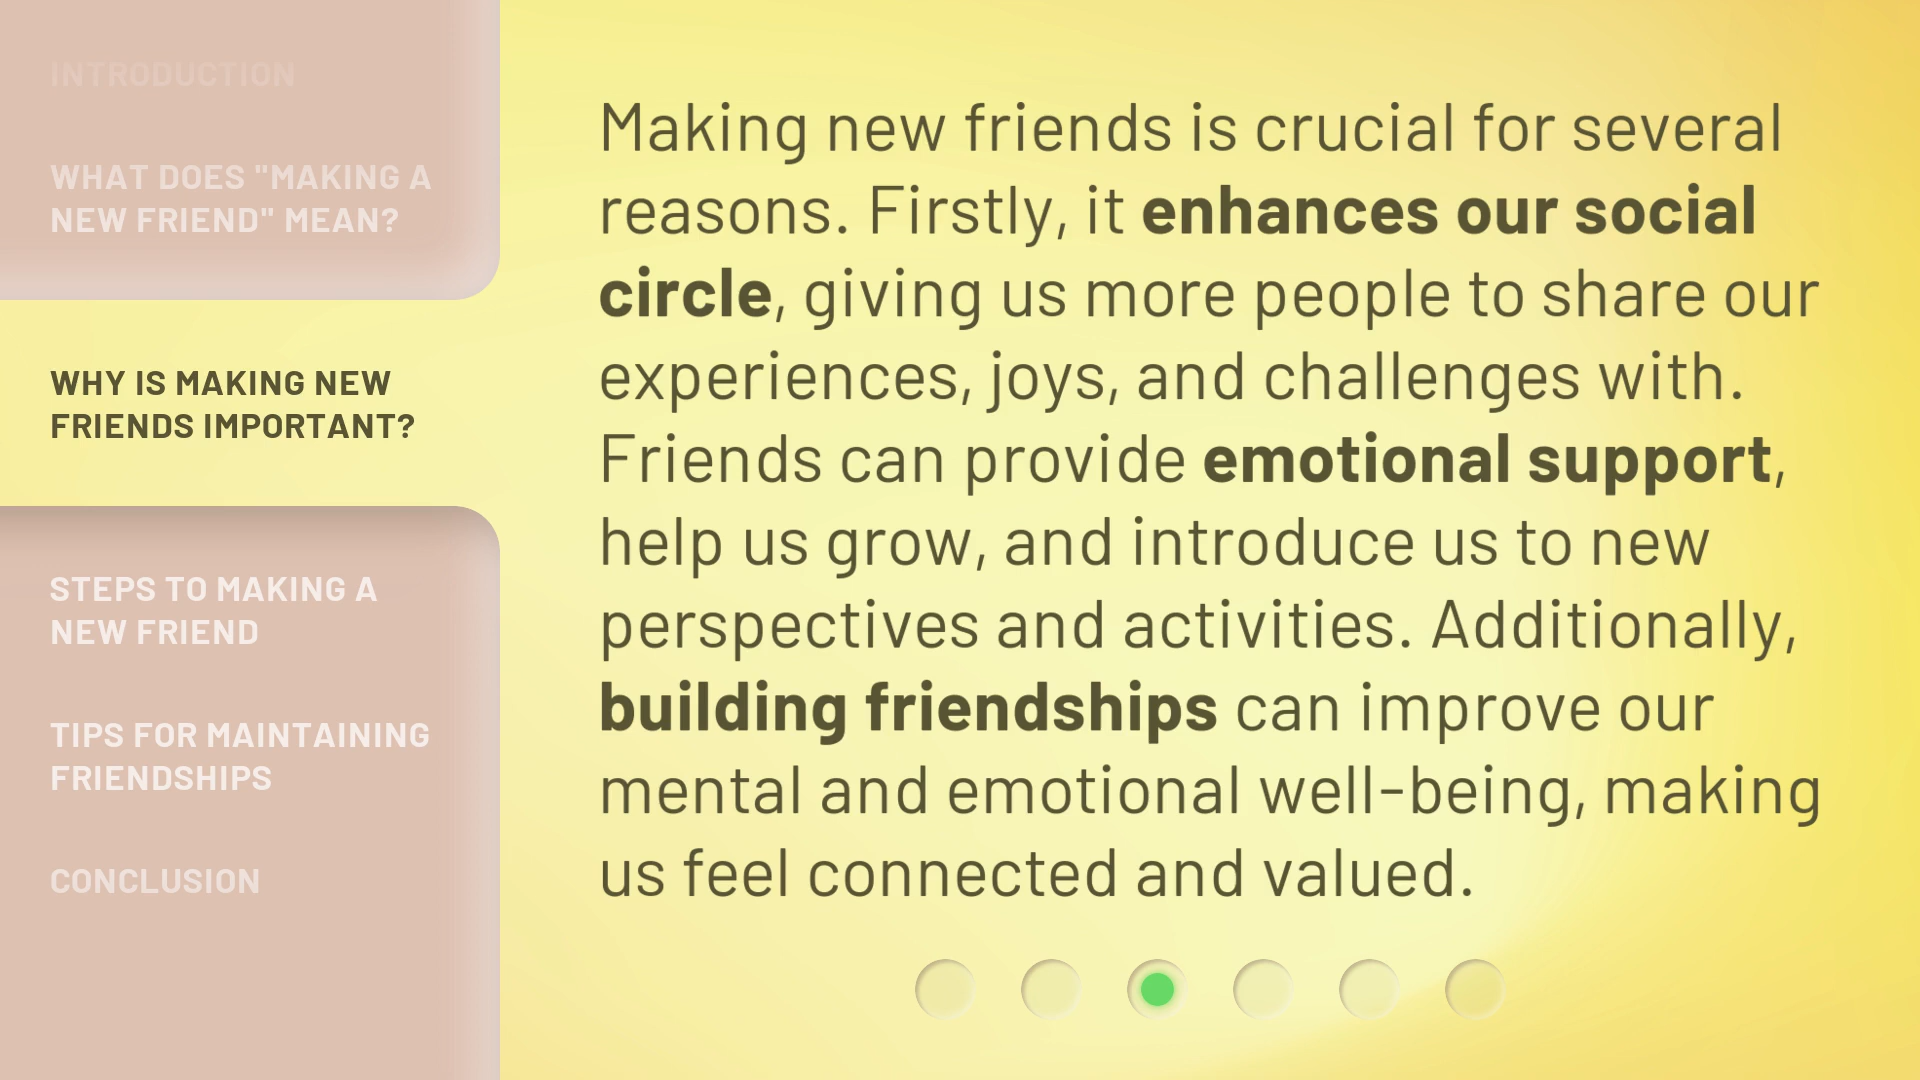 INTRODUCTION
WHAT DOES "MAKING A
NEW FRIEND" MEAN?
WHY IS MAKING NEW
FRIENDS IMPORTANT?
STEPS TO MAKING A
NEW FRIEND
TIPS FOR MAINTAINING
FRIENDSHIPS
CONCLUSION
Making new friends is crucial for several
reasons. Firstly, it enhances our social
circle, giving us more people to share our
experiences, joys, and challenges with.
Friends can provide emotional support,
help us grow, and introduce us to new
perspectives and activities. Additionally,
building friendships can improve our
mental and emotional well-being, making
us feel connected and valued.